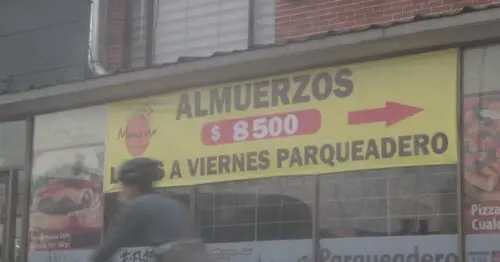 ALMUERZOS
$ 8500
A VIERNES PARQUEADERO
Pizza
Parqueadero